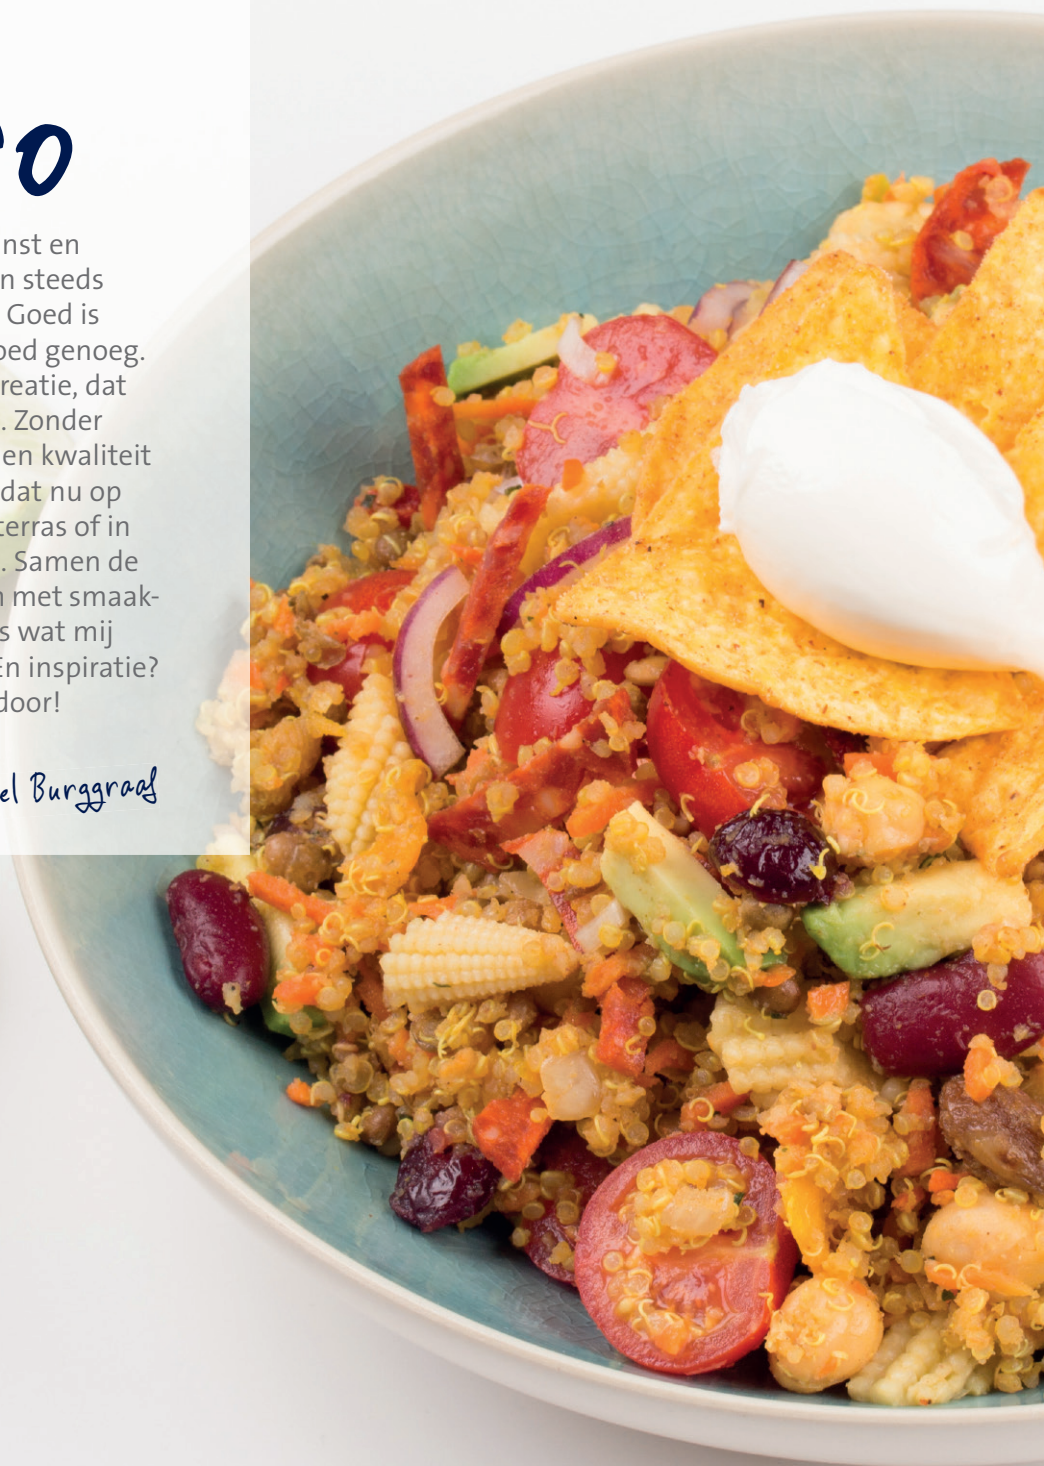 o
nst en
n steeds
Goed is
oed genoeg.
reatie, dat
. Zonder
en kwaliteit
dat nu op
terras of in
. Samen de
n met smaak-
s wat mij
En inspiratie?
door!
el Burggraaf